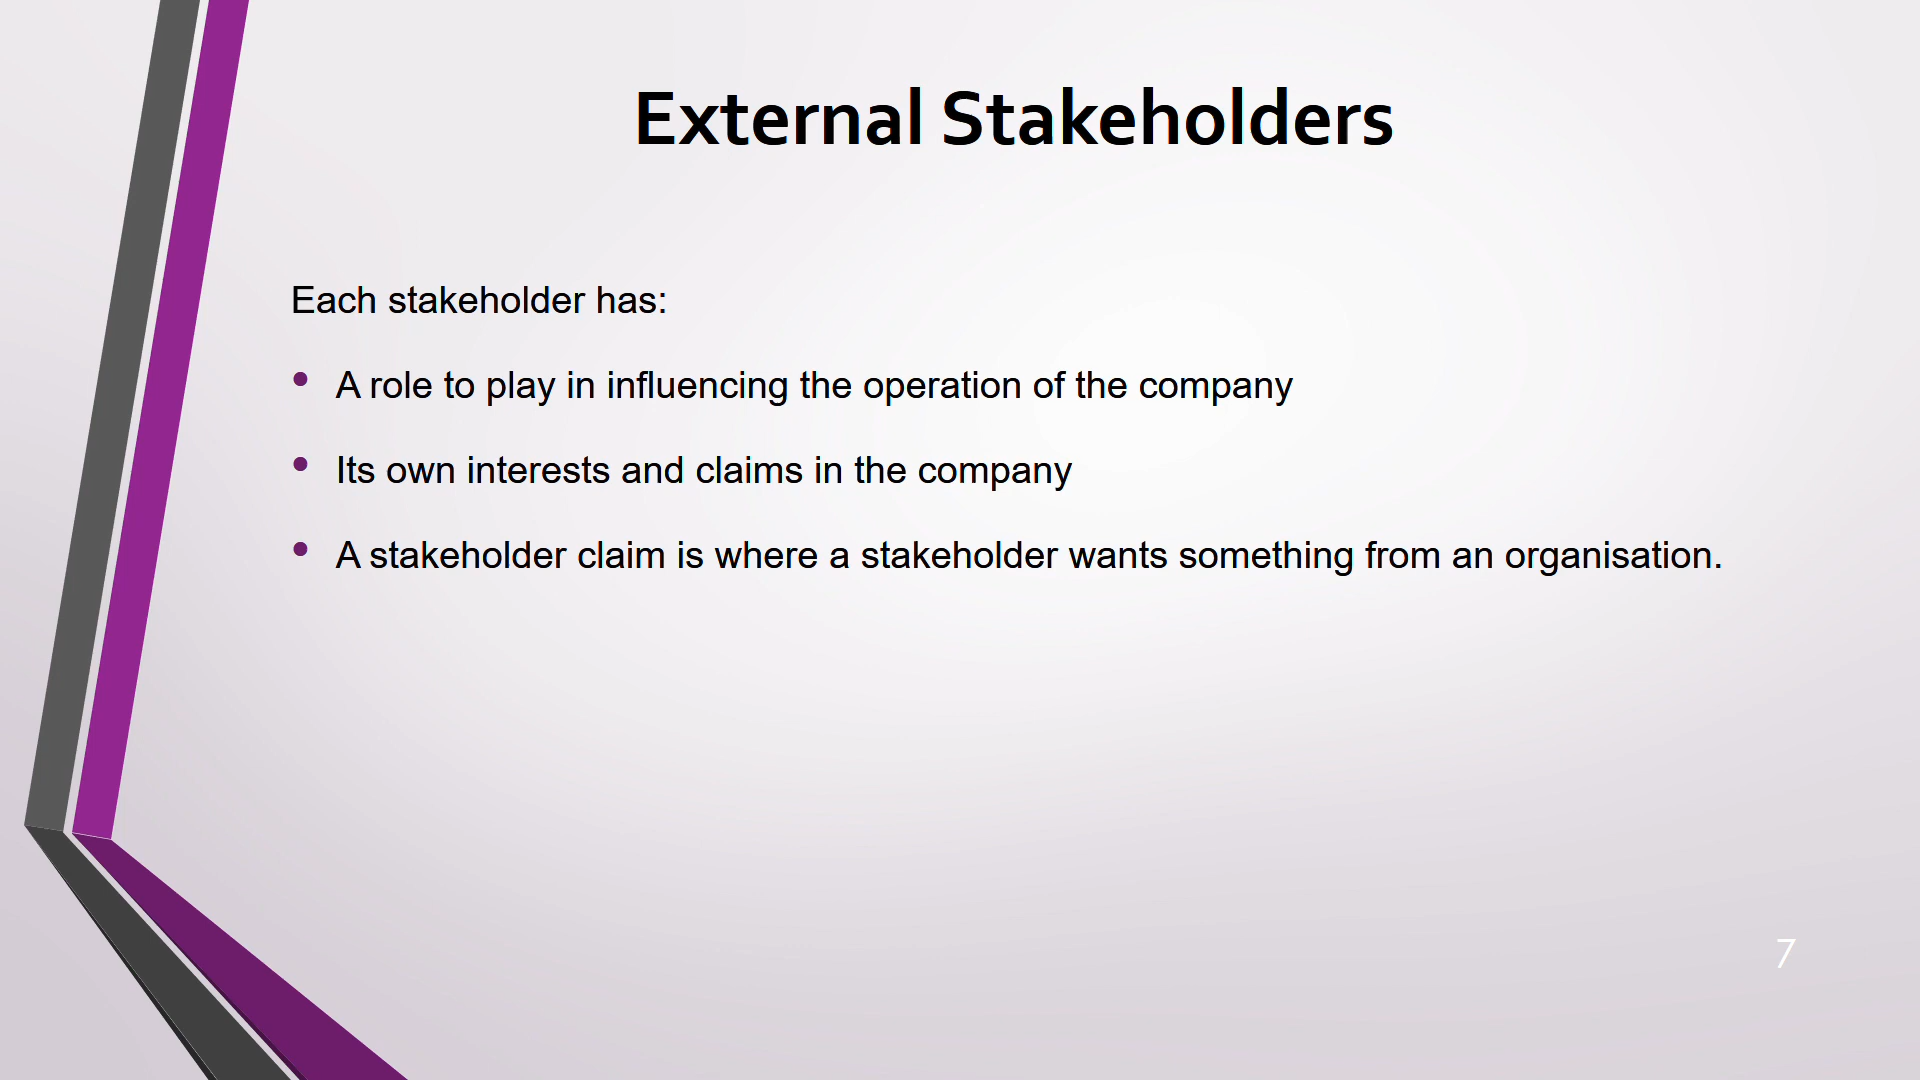 External Stakeholders
Each stakeholder has:
• A role to play in influencing the operation of the company
• Its own interests and claims in the company
• A stakeholder claim is where a stakeholder wants something from an organisation.
7